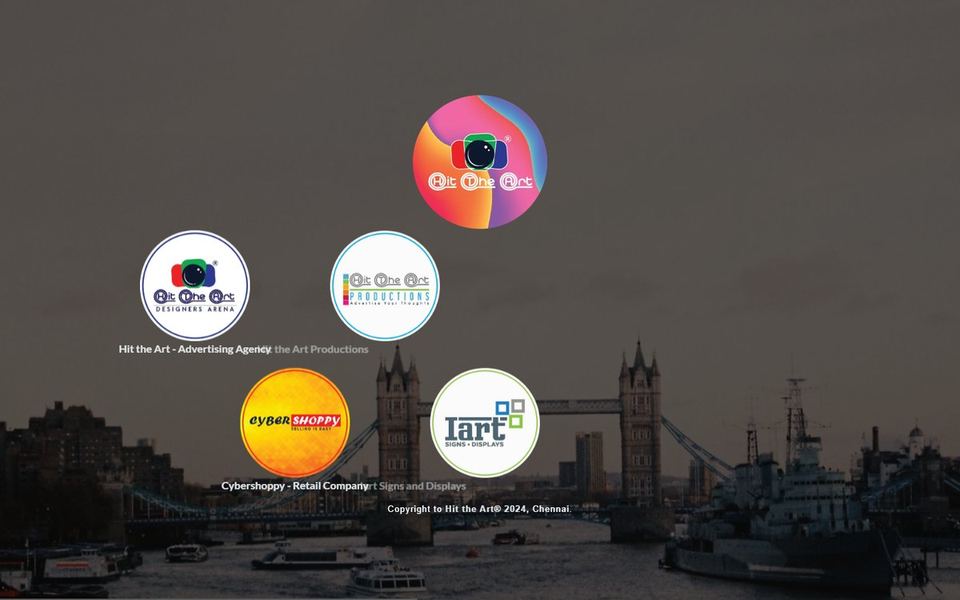 Hit The Art®
Hit The Art®
DESIGNERS ARENA
Hit The Art
PRODUCTIONS
Advertise Your Thoughts
Hit the Art - Advertising Agency
Hit the Art Productions
CYBER SHOPPY
SELLING IS EASY
Iart
SIGNS • DISPLAYS
Cybershoppy - Retail Company
Iart Signs and Displays
Copyright to Hit the Art® 2024, Chennai.